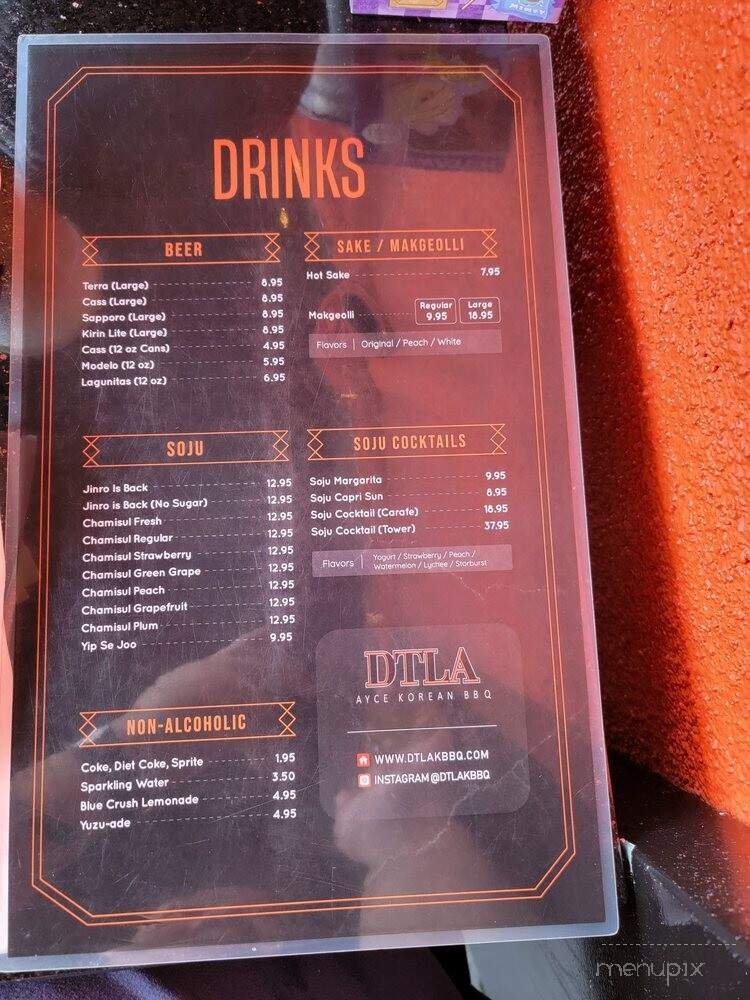 DRINKS
BEER
Terra (Large) 8.95
Cass (Large) 8.95
Sapporo (Large) 8.95
Kirin Lite (Large) 8.95
Cass (12 oz Cans) 4.95
Modelo (12 oz) 5.95
Lagunitas (12 oz) 6.95
SAKE / MAKGEOLLI
Hot Sake 7.95
Regular Large
Makgeolli 9.95 18.95
Flavors | Original / Peach / White
SOJU
Jinro Is Back 12.95
Jinro is Back (No Sugar) 12.95
Chamisul Fresh 12.95
Chamisul Regular 12.95
Chamisul Strawberry 12.95
Chamisul Green Grape 12.95
Chamisul Peach 12.95
Chamisul Grapefruit 12.95
Chamisul Plum 12.95
Yip Se Joo 9.95
SOJU COCKTAILS
Soju Margarita 9.95
Soju Capri Sun 8.95
Soju Cocktail (Carafe) 18.95
Soju Cocktail (Tower) 37.95
Flavors | Yogurt / Strawberry / Peach /
Watermelon / Lychee / Starburst
NON-ALCOHOLIC
Coke, Diet Coke, Sprite 1.95
Sparkling Water 3.50
Blue Crush Lemonade 4.95
Yuzu-ade 4.95
DTLA
AYCE KOREAN BBQ
WWW.DTLAKBBQ.COM
INSTAGRAM@DTLAKBBQ
menupix